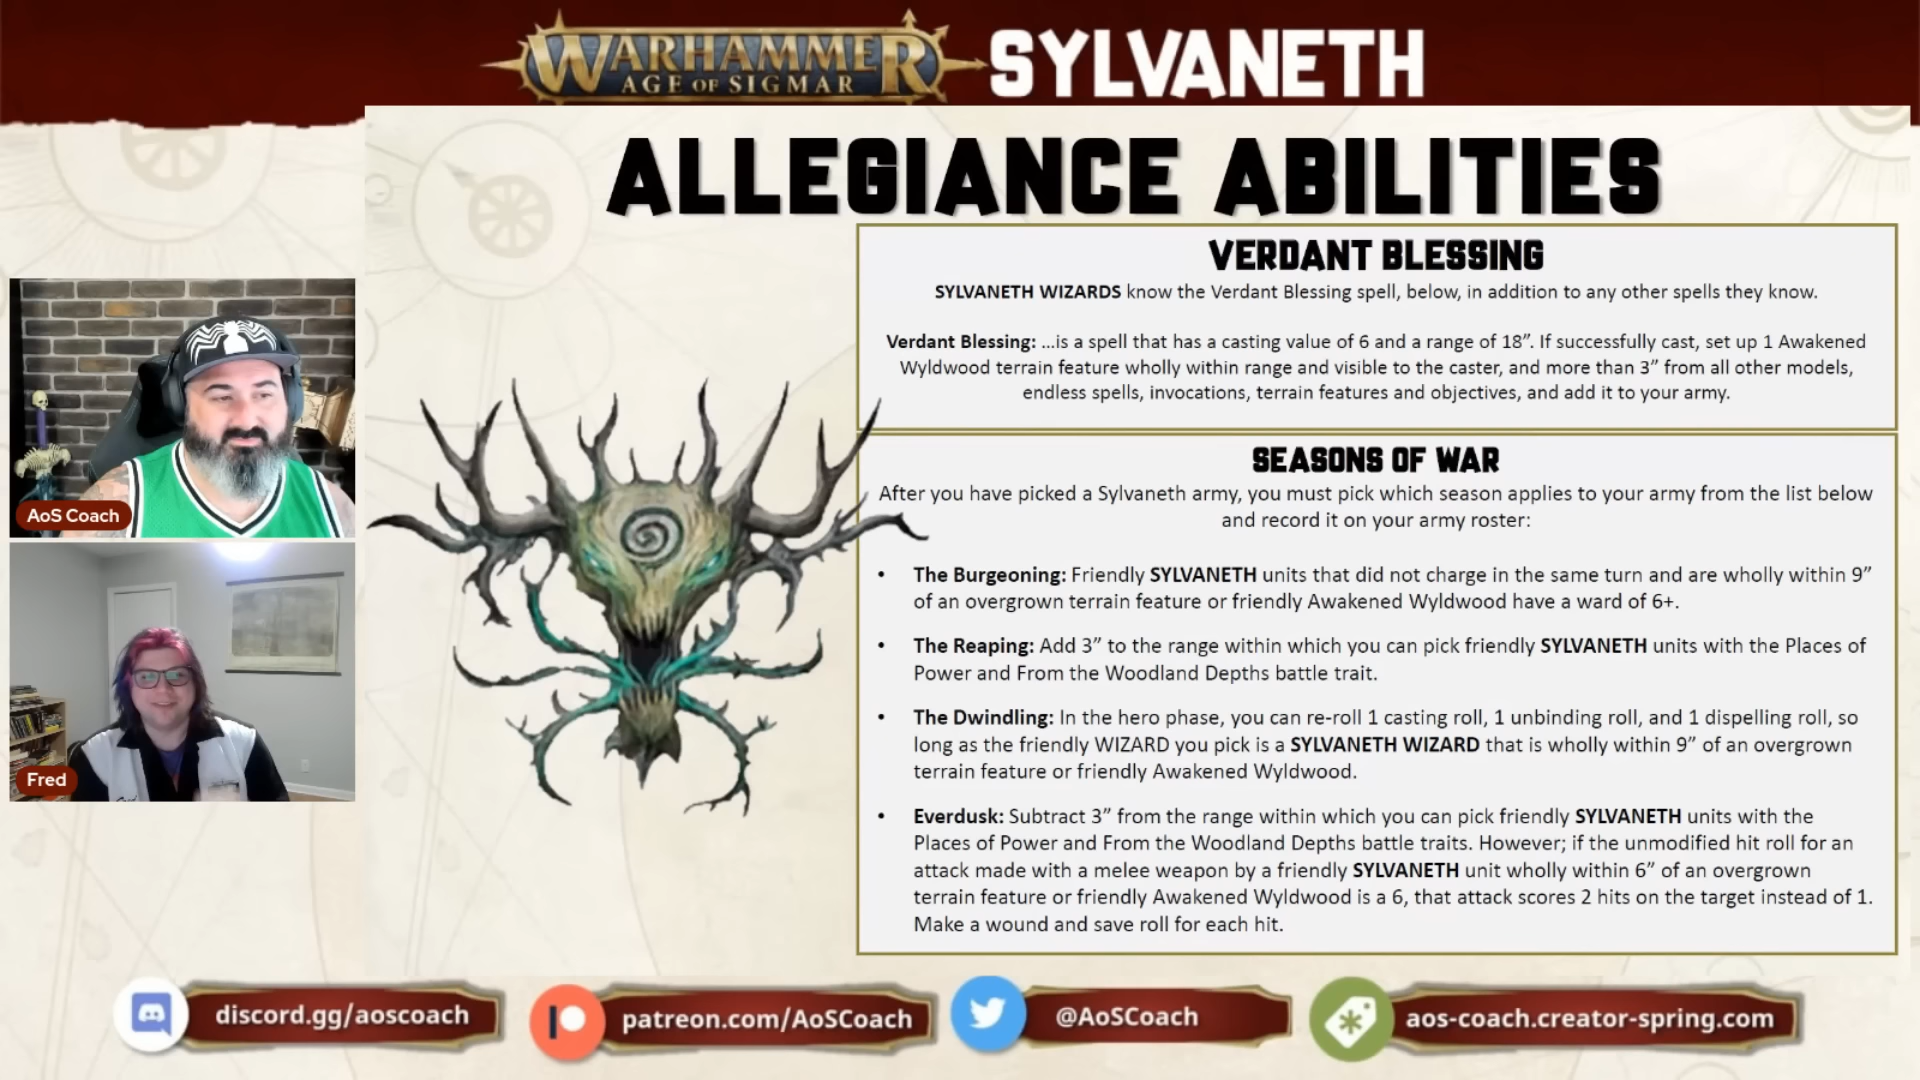 WARHAMMER
AGE OF SIGMAR
SYLVANETH
ALLEGIANCE ABILITIES
VERDANT BLESSING
SYLVANETH WIZARDS know the Verdant Blessing spell, below, in addition to any other spells they know.
Verdant Blessing: ...is a spell that has a casting value of 6 and a range of 18”. If successfully cast, set up 1 Awakened
Wyldwood terrain feature wholly within range and visible to the caster, and more than 3” from all other models,
endless spells, invocations, terrain features and objectives, and add it to your army.
SEASONS OF WAR
After you have picked a Sylvaneth army, you must pick which season applies to your army from the list below
and record it on your army roster:
• The Burgeoning: Friendly SYLVANETH units that did not charge in the same turn and are wholly within 9”
of an overgrown terrain feature or friendly Awakened Wyldwood have a ward of 6+.
• The Reaping: Add 3” to the range within which you can pick friendly SYLVANETH units with the Places of
Power and From the Woodland Depths battle trait.
• The Dwindling: In the hero phase, you can re-roll 1 casting roll, 1 unbinding roll, and 1 dispelling roll, so
long as the friendly WIZARD you pick is a SYLVANETH WIZARD that is wholly within 9” of an overgrown
terrain feature or friendly Awakened Wyldwood.
• Everdusk: Subtract 3” from the range within which you can pick friendly SYLVANETH units with the
Places of Power and From the Woodland Depths battle traits. However; if the unmodified hit roll for an
attack made with a melee weapon by a friendly SYLVANETH unit wholly within 6” of an overgrown
terrain feature or friendly Awakened Wyldwood is a 6, that attack scores 2 hits on the target instead of 1.
Make a wound and save roll for each hit.
AoS Coach
Fred
discord.gg/aoscoach
patreon.com/AoSCoach
@AoSCoach
aos-coach.creator-spring.com